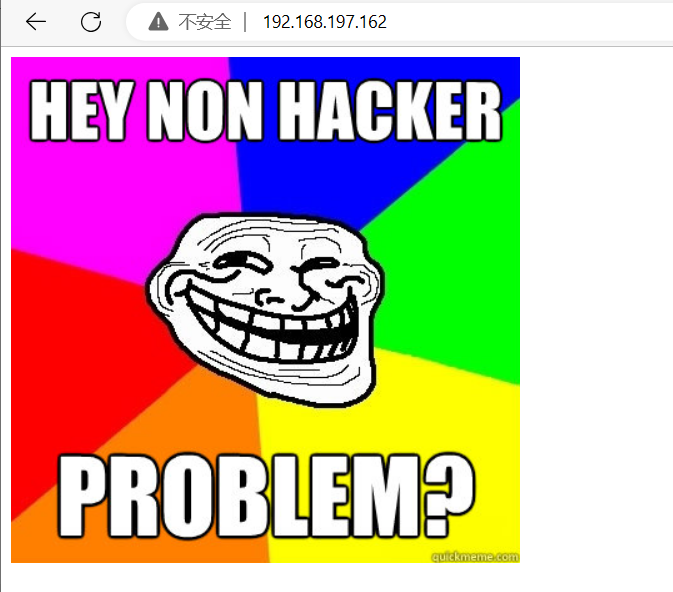 不安全 | 192.168.197.162
HEY NON HACKER
PROBLEM?
quickmeme.com